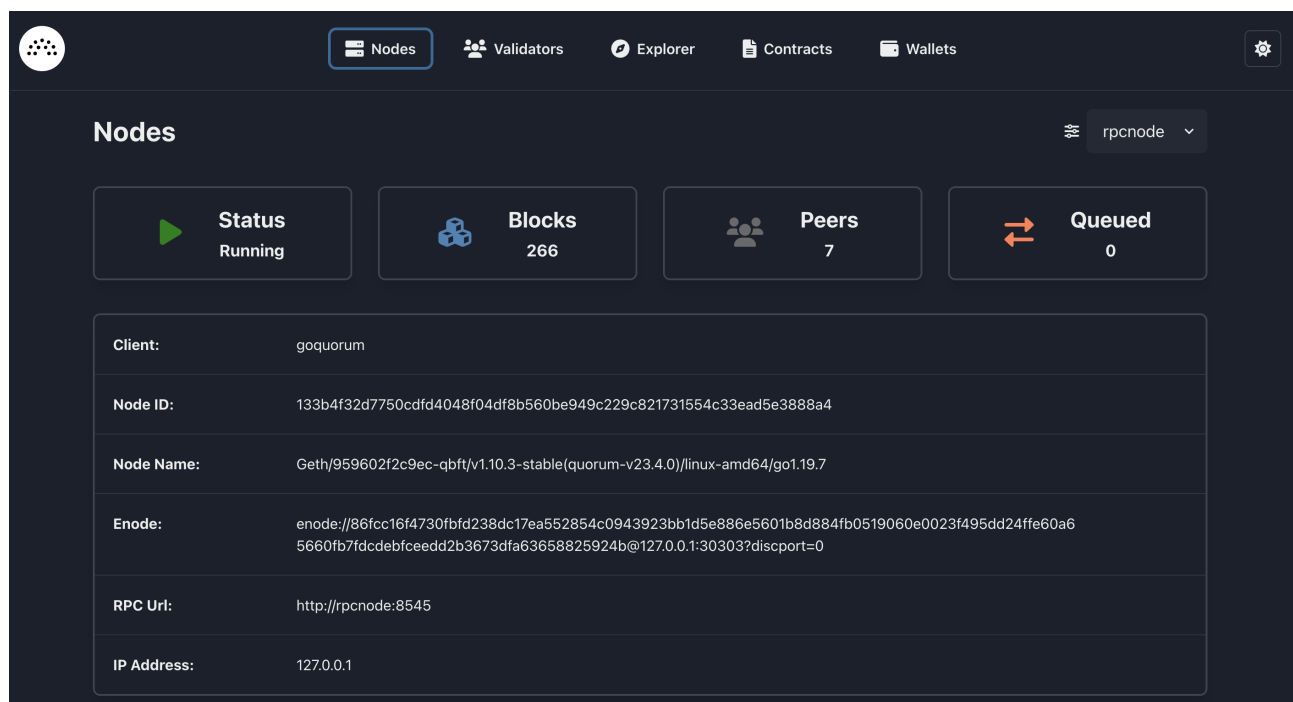 Nodes
Validators
Explorer
Contracts
Wallets
Nodes
rpcnode
Status
Running
Blocks
266
Peers
7
Queued
0
Client:
goquorum
Node ID:
133b4f32d7750cdfd4048f04df8b560be949c229c821731554c33ead5e3888a4
Node Name:
Geth/959602f2c9ec-qbft/v1.10.3-stable(quorum-v23.4.0)/linux-amd64/go1.19.7
Enode:
enode://86fcc16f4730fbfd238dc17ea552854c0943923bb1d5e886e5601b8d884fb0519060e0023f495dd24ffe60a6
5660fb7fdcdebfceedd2b3673dfa63658825924b@127.0.0.1:30303?discport=0
RPC Url:
http://rpcnode:8545
IP Address:
127.0.0.1